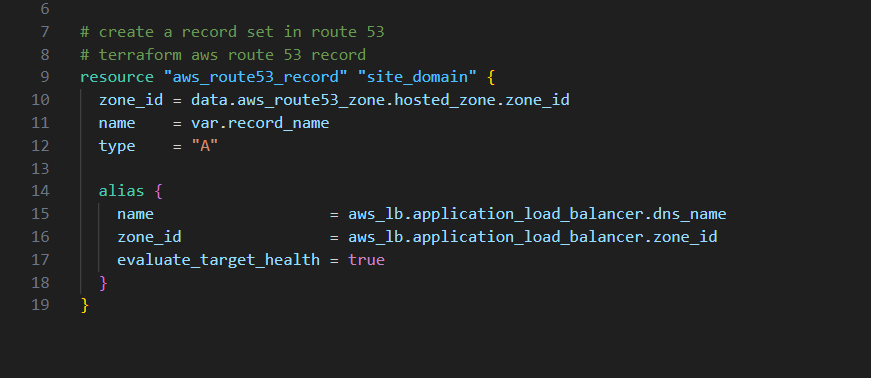 6
7 # create a record set in route 53
8 # terraform aws route 53 record
9 resource "aws_route53_record" "site_domain" {
10   zone_id = data.aws_route53_zone.hosted_zone.zone_id
11   name    = var.record_name
12   type    = "A"
13
14   alias {
15     name                   = aws_lb.application_load_balancer.dns_name
16     zone_id                = aws_lb.application_load_balancer.zone_id
17     evaluate_target_health = true
18   }
19 }